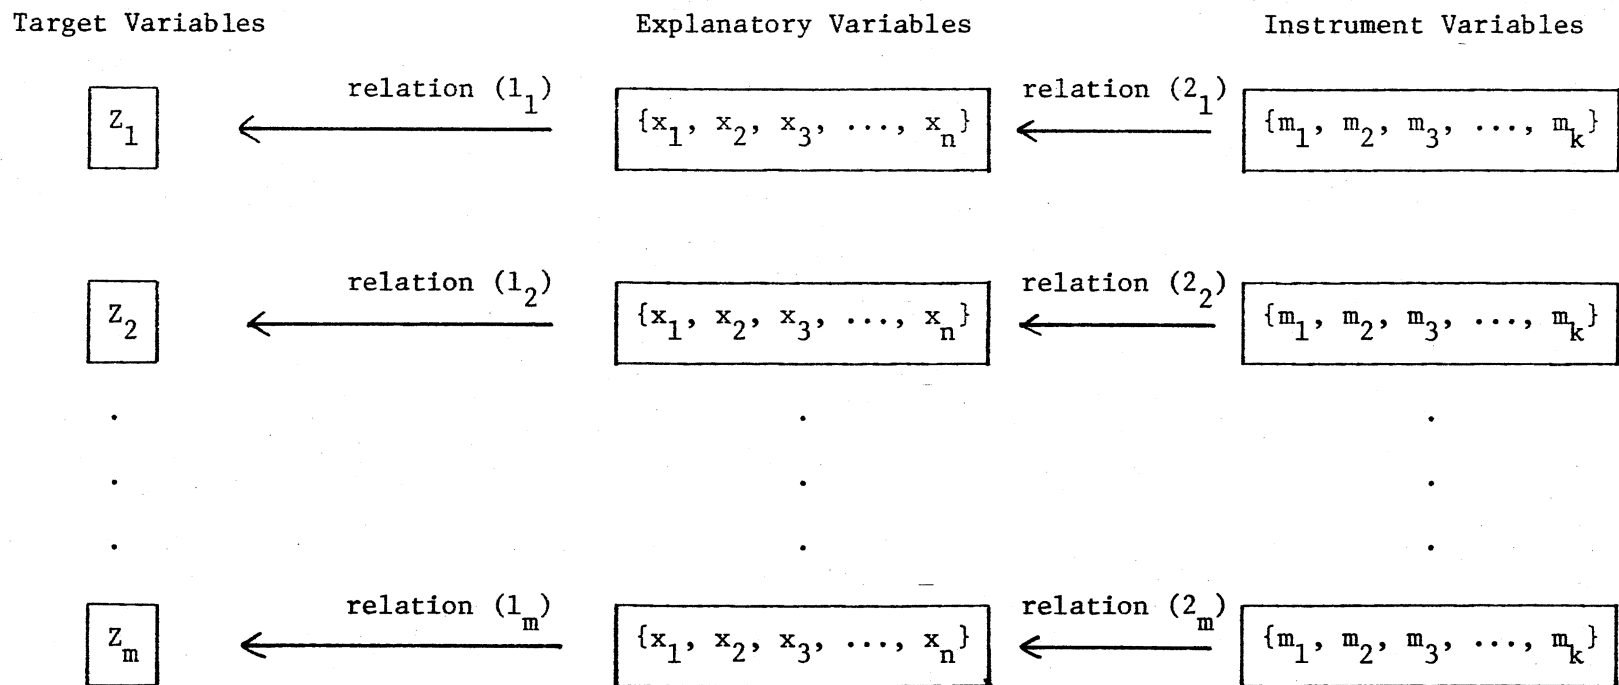 Target Variables Explanatory Variables Instrument Variables
relation (1₁) relation (2₁)
Z₁ {x₁, x₂, x₃, ..., xₙ} {m₁, m₂, m₃, ..., mₖ}
relation (1₂) relation (2₂)
Z₂ {x₁, x₂, x₃, ..., xₙ} {m₁, m₂, m₃, ..., mₖ}
. . .
. . .
. . .
relation (1ₘ) relation (2ₘ)
Zₘ {x₁, x₂, x₃, ..., xₙ} {m₁, m₂, m₃, ..., mₖ}